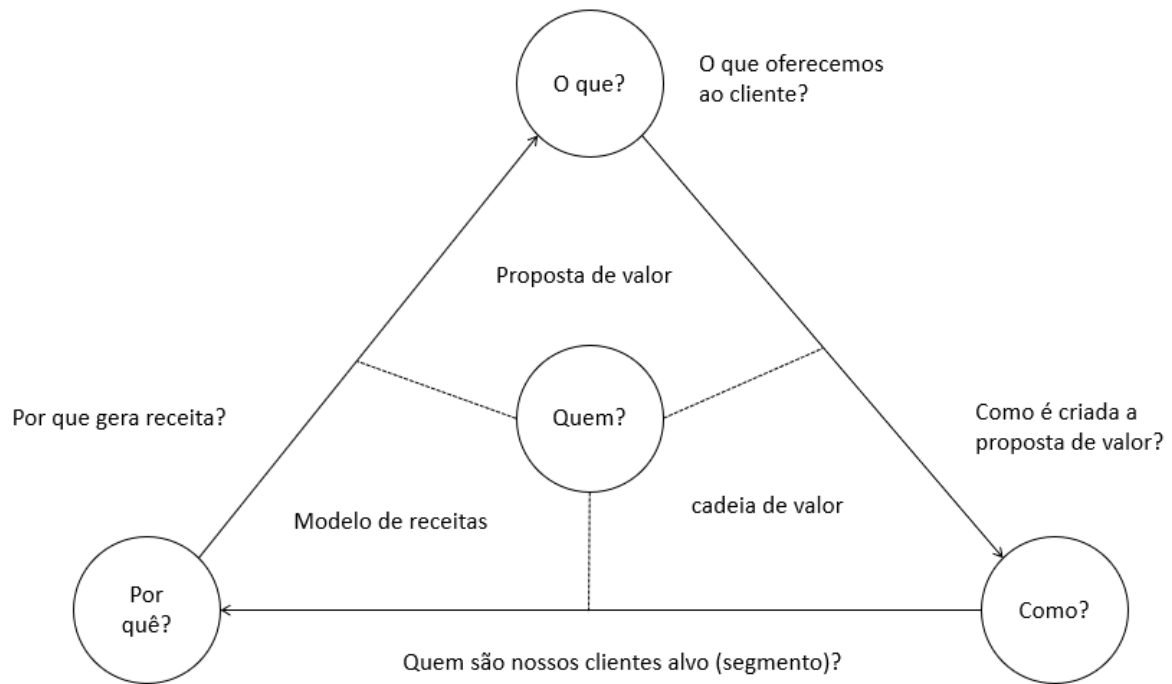 O que?
O que oferecemos
ao cliente?
Proposta de valor
Por que gera receita?
Quem?
Como é criada a
proposta de valor?
Modelo de receitas
cadeia de valor
Por
quê?
Como?
Quem são nossos clientes alvo (segmento)?